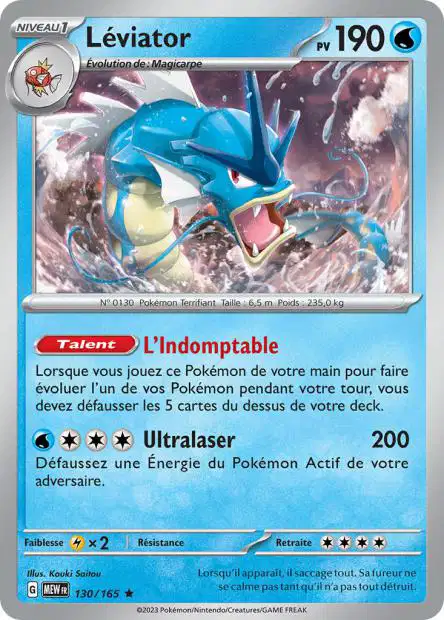 NIVEAU 1
Léviator
PV 190
Évolution de : Magicarpe
N° 0130 Pokémon Terrifiant Taille : 6,5 m Poids : 235,0 kg
Talent L'Indomptable
Lorsque vous jouez ce Pokémon de votre main pour faire
évoluer l'un de vos Pokémon pendant votre tour, vous
devez défausser les 5 cartes du dessus de votre deck.
Ultralaser 200
Défaussez une Énergie du Pokémon Actif de votre
adversaire.
Faiblesse ×2 Résistance Retraite
Illus. Kouki Saitou
G MEW FR 130/165 ★
Lorsqu'il apparaît, il saccage tout. Sa fureur ne
se calme pas tant qu'il n'a pas tout détruit.
©2023 Pokémon/Nintendo/Creatures/GAME FREAK